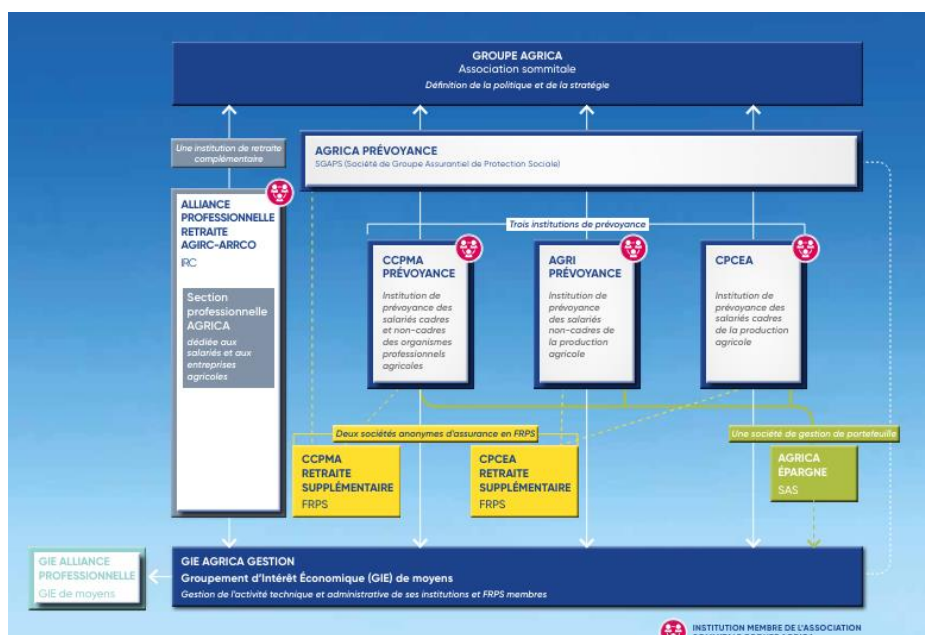 GROUPE AGRICA
Association sommitale
Définition de la politique et de la stratégie
Une institution de retraite
complémentaire
AGRICA PRÉVOYANCE
SGAPS (Société de Groupe Assurantiel de Protection Sociale)
ALLIANCE
PROFESSIONNELLE
RETRAITE
AGIRC-ARRCO
IRC
Section
professionnelle
AGRICA
dédiée aux
salariés et aux
entreprises
agricoles
Trois institutions de prévoyance
CCPMA
PRÉVOYANCE
Institution de
prévoyance des
salariés cadres
et non-cadres
des organismes
professionnels
agricoles
AGRI
PRÉVOYANCE
Institution de
prévoyance
des salariés
non-cadres de
la production
agricole
CPCEA
Institution de
prévoyance des
salariés cadres
de la production
agricole
Deux sociétés anonymes d'assurance en FRPS
CCPMA
RETRAITE
SUPPLÉMENTAIRE
FRPS
CPCEA
RETRAITE
SUPPLÉMENTAIRE
FRPS
Une société de gestion de portefeuille
AGRICA
ÉPARGNE
SAS
GIE ALLIANCE
PROFESSIONNELLE
GIE de moyens
GIE AGRICA GESTION
Groupement d'Intérêt Économique (GIE) de moyens
Gestion de l'activité technique et administrative de ses institutions et FRPS membres
INSTITUTION MEMBRE DE L'ASSOCIATION